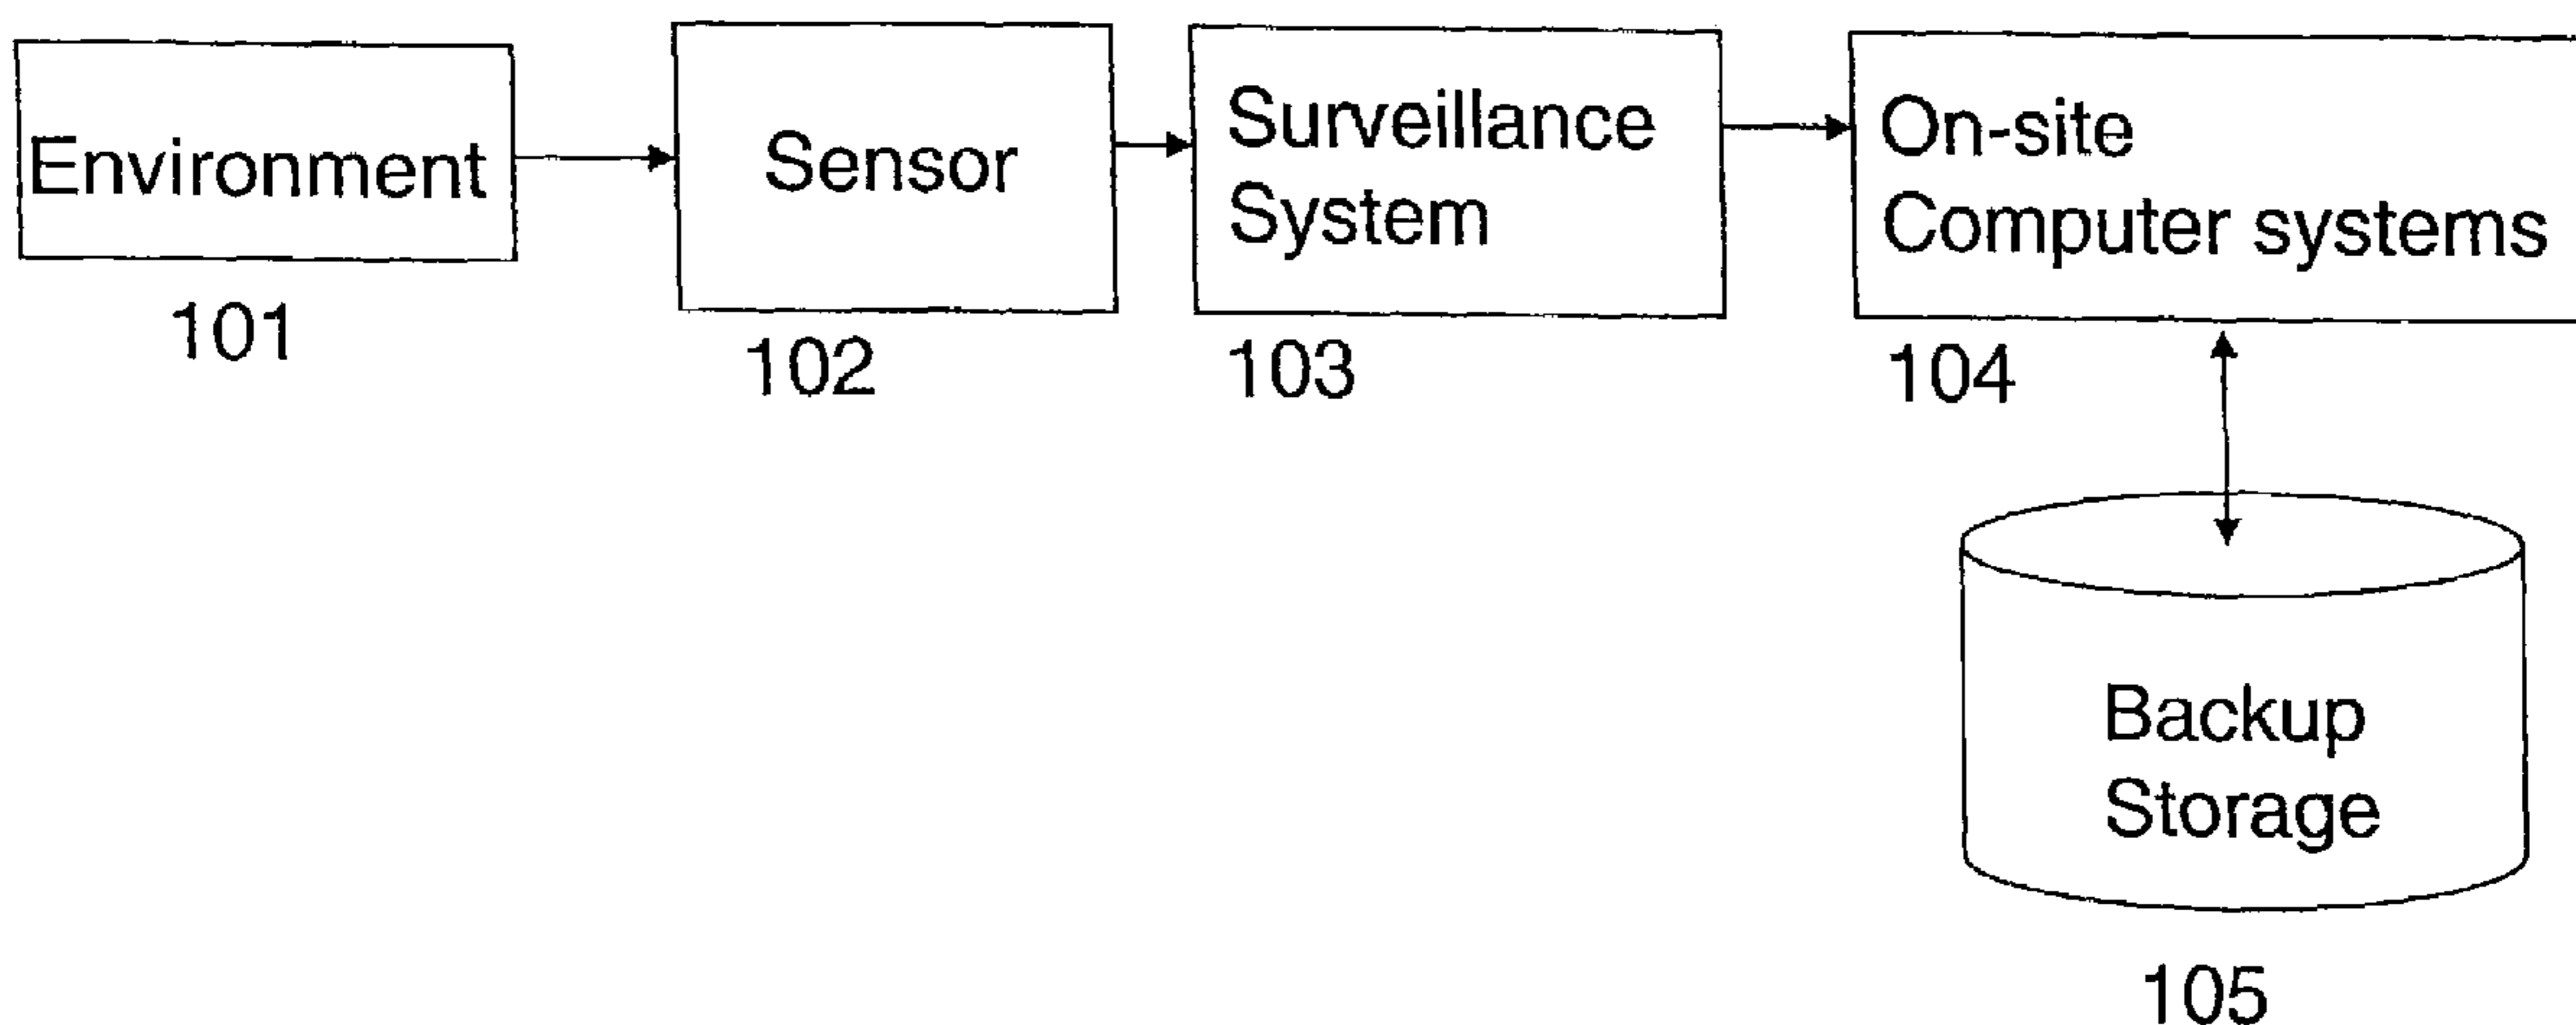 Environment
101
Sensor
102
Surveillance
System
103
On-site
Computer systems
104
Backup
Storage
105